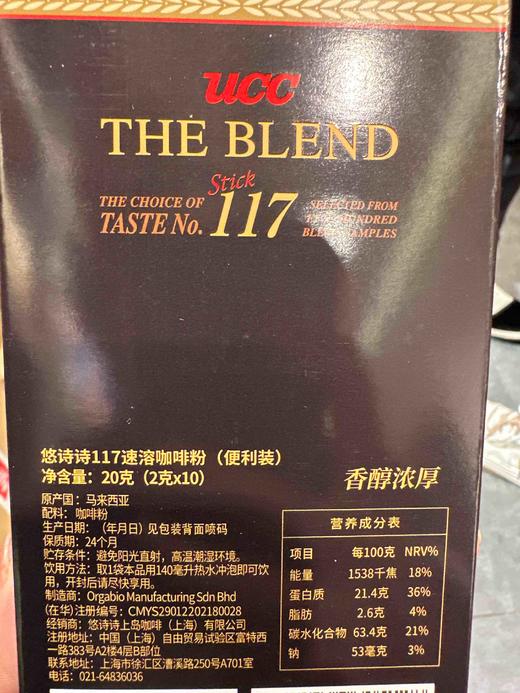 UCC
THE BLEND
Stick
THE CHOICE OF
TASTE No. 117
SELECTED FROM
HUNDRED
SAMPLES
悠诗诗117速溶咖啡粉（便利装）
净含量：20克（2克x10）
香醇浓厚
原产国：马来西亚
配料：咖啡粉
生产日期：（年月日）见包装背面喷码
保质期：24个月
贮存条件：避免阳光直射，高温潮湿环境。
饮用方法：取1袋本品用140毫升热水冲泡即可饮
用，开封后请尽快享用。
制造商：Orgabio Manufacturing Sdn Bhd
(在华)注册编号：CMYS29012202180028
经销商：悠诗诗上岛咖啡（上海）有限公司
注册地址：中国（上海）自由贸易试验区富特西
一路383号A2楼4层B部位
联系地址：上海市徐汇区漕溪路250号A701室
电话：021-64836036
营养成分表
项目 每100克 NRV%
能量 1538千焦 18%
蛋白质 21.4克 36%
脂肪 2.6克 4%
碳水化合物 63.4克 21%
钠 53毫克 3%